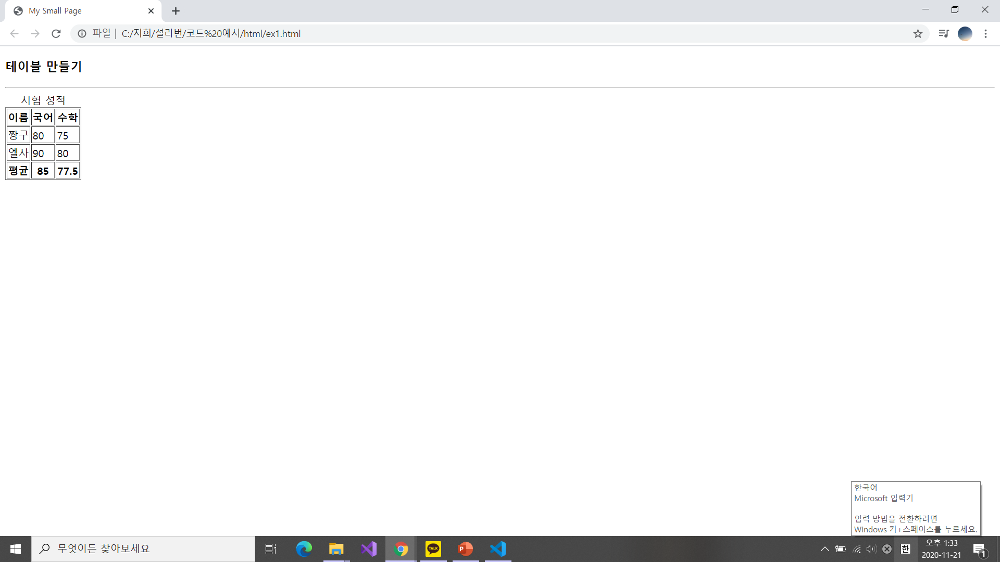 My Small Page
파일 | C:/지희/설리번/코드%20예시/html/ex1.html
테이블 만들기
시험 성적
이름 국어 수학
짱구 80 75
엘사 90 80
평균 85 77.5
한국어
Microsoft 입력기
입력 방법을 전환하려면
Windows 키+스페이스를 누르세요.
무엇이든 찾아보세요
TALK
P
한
오후 1:33
2020-11-21
1